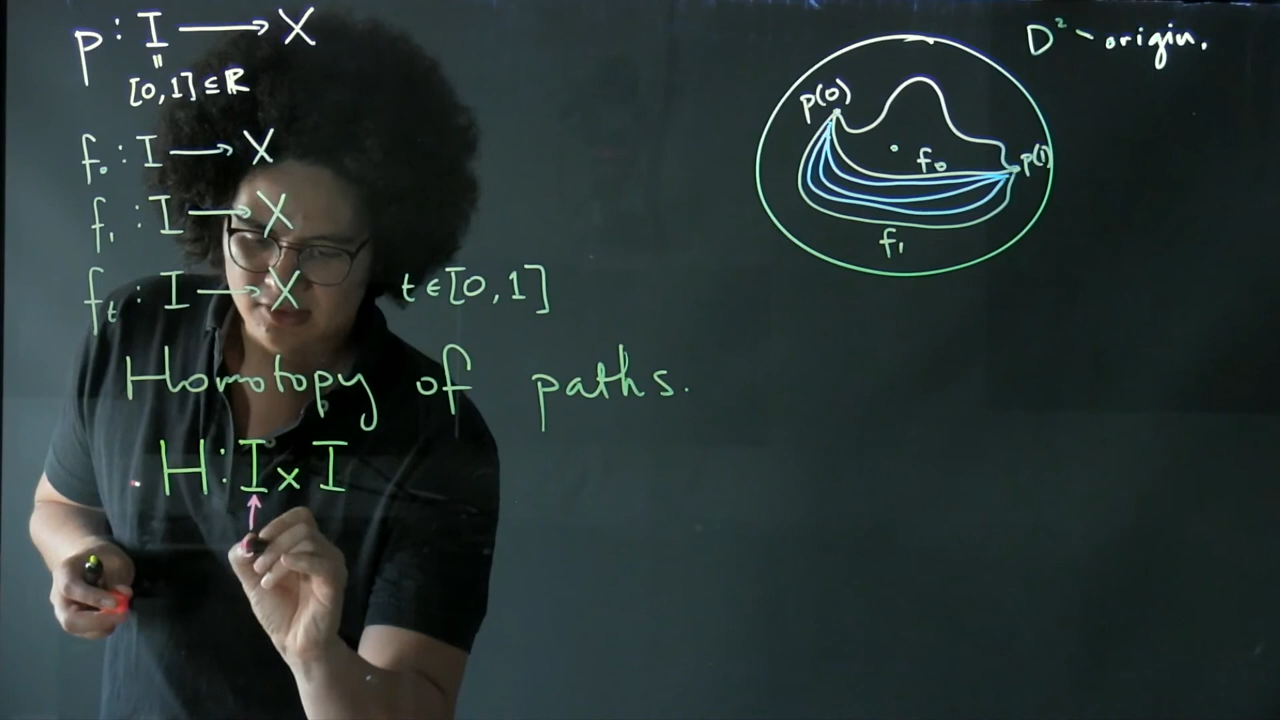 p : I ⟶ X
"
[0,1] ⊆ ℝ
f₀ : I ⟶ X
f₁ : I ⟶ X
fₜ : I ⟶ X t ∈ [0,1]
Homotopy of paths.
H : I × I
D² - origin.
p(0)
f₀ p(1)
f₁